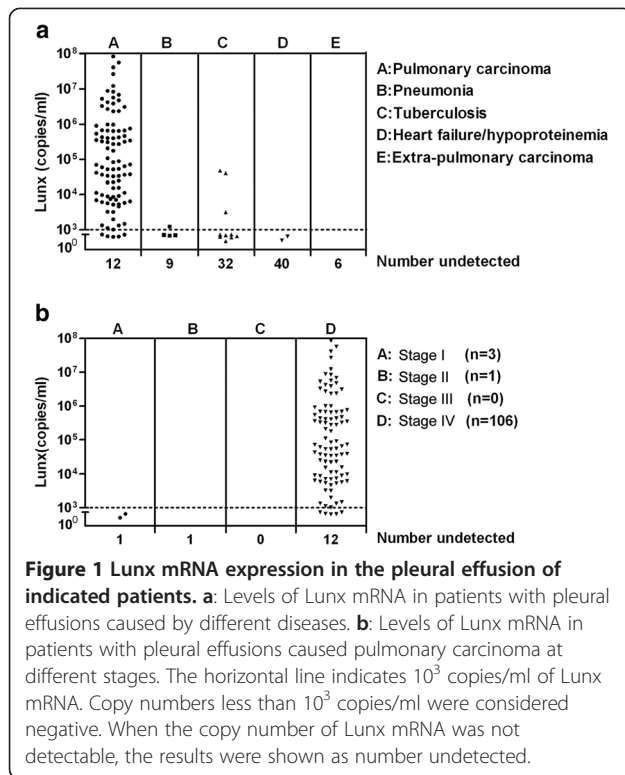 a
A B C D E
10⁸
10⁷
10⁶
10⁵
10⁴
10³
10⁰
Lunx (copies/ml)
A:Pulmonary carcinoma
B:Pneumonia
C:Tuberculosis
D:Heart failure/hypoproteinemia
E:Extra-pulmonary carcinoma
12 9 32 40 6 Number undetected
b
A B C D
10⁸
10⁷
10⁶
10⁵
10⁴
10³
10⁰
Lunx(copies/ml)
A: Stage I (n=3)
B: Stage II (n=1)
C: Stage III (n=0)
D: Stage IV (n=106)
1 1 0 12 Number undetected
Figure 1 Lunx mRNA expression in the pleural effusion of
indicated patients. a: Levels of Lunx mRNA in patients with pleural
effusions caused by different diseases. b: Levels of Lunx mRNA in
patients with pleural effusions caused pulmonary carcinoma at
different stages. The horizontal line indicates 10³ copies/ml of Lunx
mRNA. Copy numbers less than 10³ copies/ml were considered
negative. When the copy number of Lunx mRNA was not
detectable, the results were shown as number undetected.